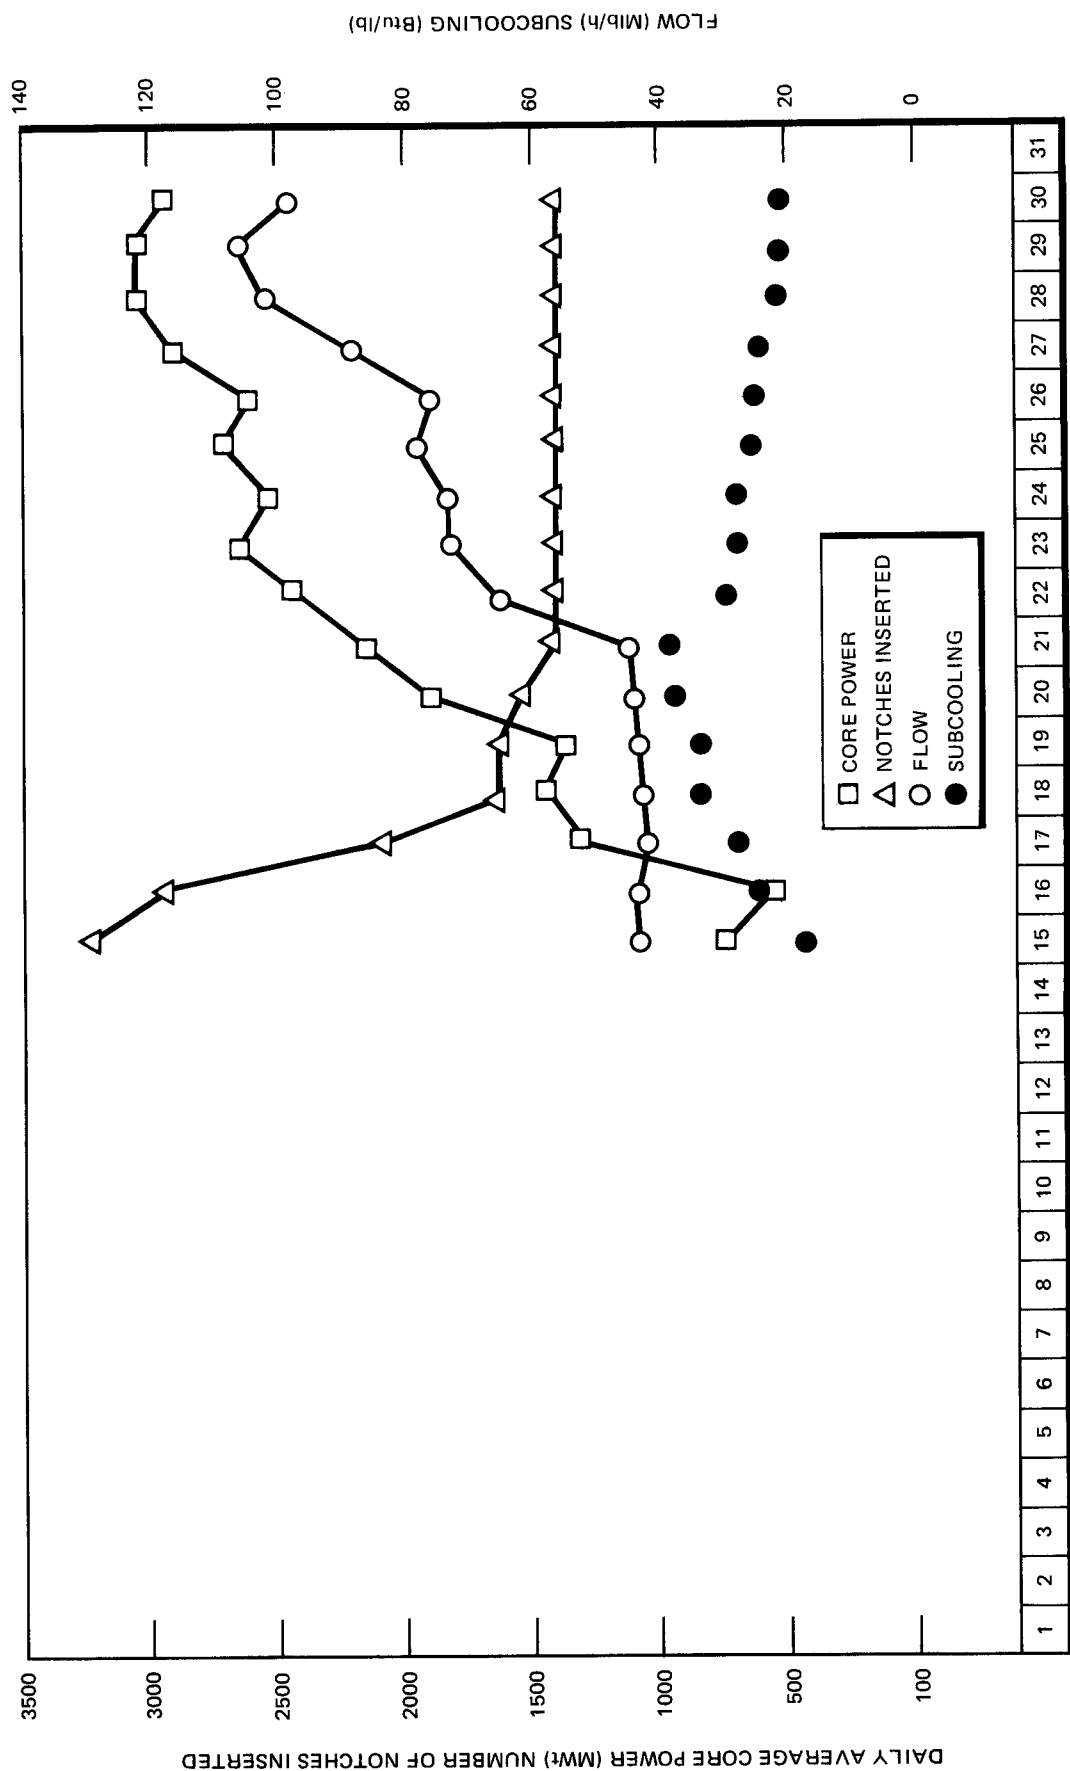 DAILY AVERAGE CORE POWER (MWt) NUMBER OF NOTCHES INSERTED
3500
3000
2500
2000
1500
1000
500
100
FLOW (Mlb/h) SUBCOOLING (Btu/lb)
140
120
100
80
60
40
20
0
CORE POWER
NOTCHES INSERTED
FLOW
SUBCOOLING
1 2 3 4 5 6 7 8 9 10 11 12 13 14 15 16 17 18 19 20 21 22 23 24 25 26 27 28 29 30 31